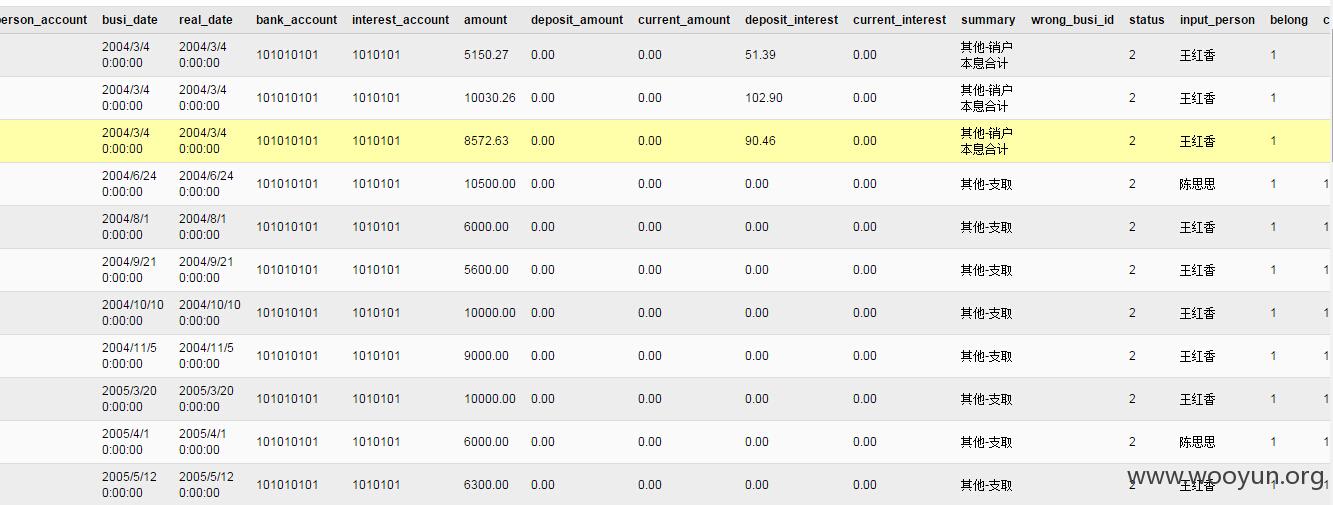 erson_account busi_date real_date bank_account interest_account amount deposit_amount current_amount deposit_interest current_interest summary wrong_busi_id status input_person belong c
2004/3/4 0:00:00 2004/3/4 0:00:00 101010101 1010101 5150.27 0.00 0.00 51.39 0.00 其他-销户本息合计 2 王红香 1
2004/3/4 0:00:00 2004/3/4 0:00:00 101010101 1010101 10030.26 0.00 0.00 102.90 0.00 其他-销户本息合计 2 王红香 1
2004/3/4 0:00:00 2004/3/4 0:00:00 101010101 1010101 8572.63 0.00 0.00 90.46 0.00 其他-销户本息合计 2 王红香 1
2004/6/24 0:00:00 2004/6/24 0:00:00 101010101 1010101 10500.00 0.00 0.00 0.00 0.00 其他-支取 2 陈思思 1 1
2004/8/1 0:00:00 2004/8/1 0:00:00 101010101 1010101 6000.00 0.00 0.00 0.00 0.00 其他-支取 2 王红香 1 1
2004/9/21 0:00:00 2004/9/21 0:00:00 101010101 1010101 5600.00 0.00 0.00 0.00 0.00 其他-支取 2 王红香 1 1
2004/10/10 0:00:00 2004/10/10 0:00:00 101010101 1010101 10000.00 0.00 0.00 0.00 0.00 其他-支取 2 王红香 1 1
2004/11/5 0:00:00 2004/11/5 0:00:00 101010101 1010101 9000.00 0.00 0.00 0.00 0.00 其他-支取 2 王红香 1 1
2005/3/20 0:00:00 2005/3/20 0:00:00 101010101 1010101 10000.00 0.00 0.00 0.00 0.00 其他-支取 2 王红香 1 1
2005/4/1 0:00:00 2005/4/1 0:00:00 101010101 1010101 6000.00 0.00 0.00 0.00 0.00 其他-支取 2 陈思思 1 1
2005/5/12 0:00:00 2005/5/12 0:00:00 101010101 1010101 6300.00 0.00 0.00 0.00 0.00 其他-支取 2 王红香 1 1
www.wooyun.org